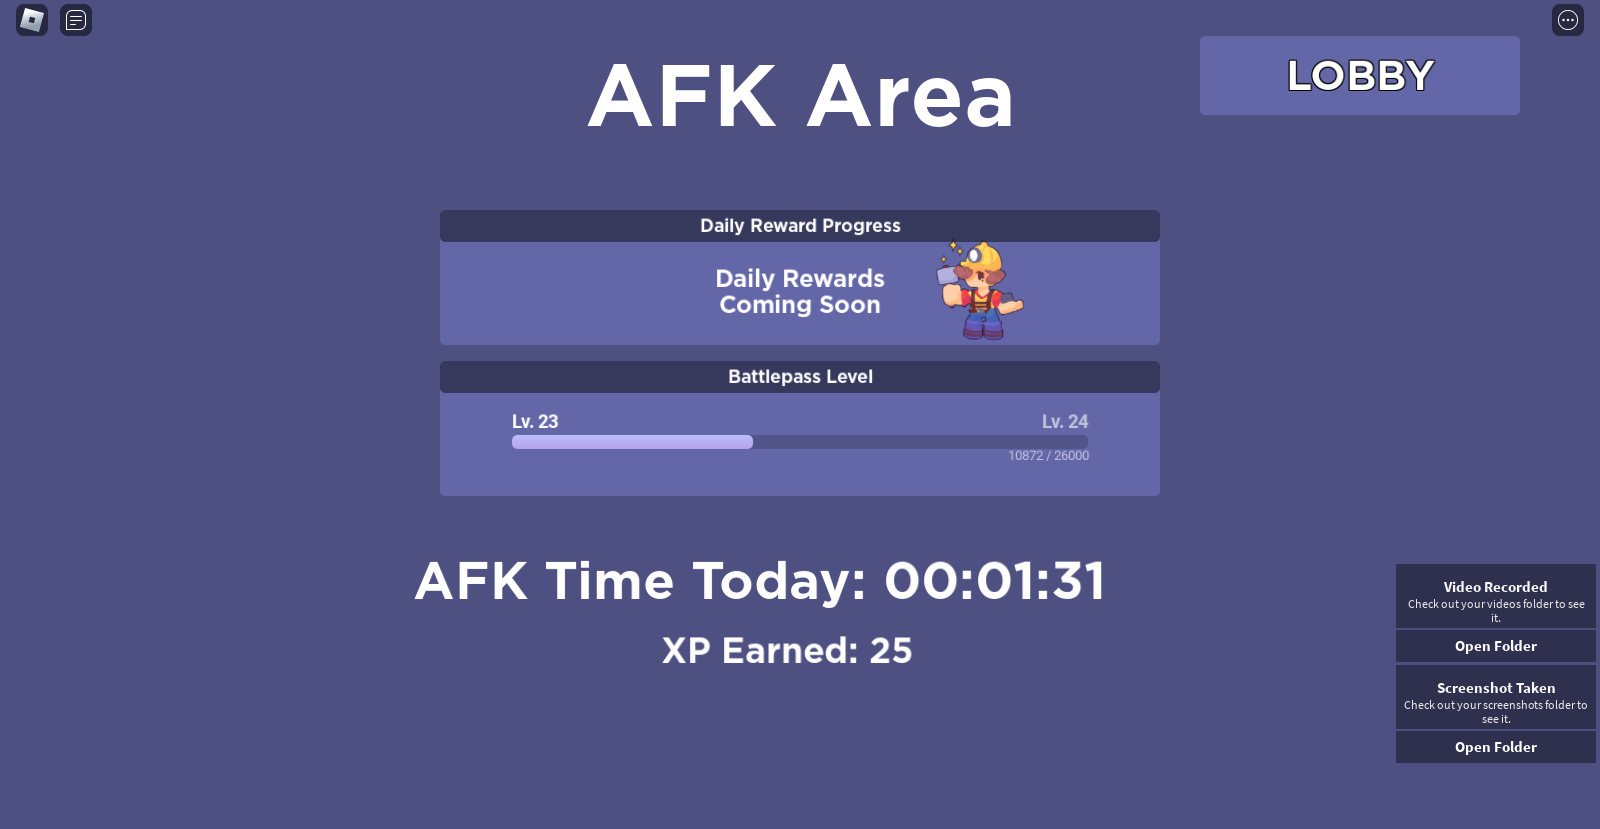 AFK Area
LOBBY
Daily Reward Progress
Daily Rewards
Coming Soon
Battlepass Level
Lv. 23
Lv. 24
10872 / 26000
AFK Time Today: 00:01:31
XP Earned: 25
Video Recorded
Check out your videos folder to see
it.
Open Folder
Screenshot Taken
Check out your screenshots folder to
see it.
Open Folder